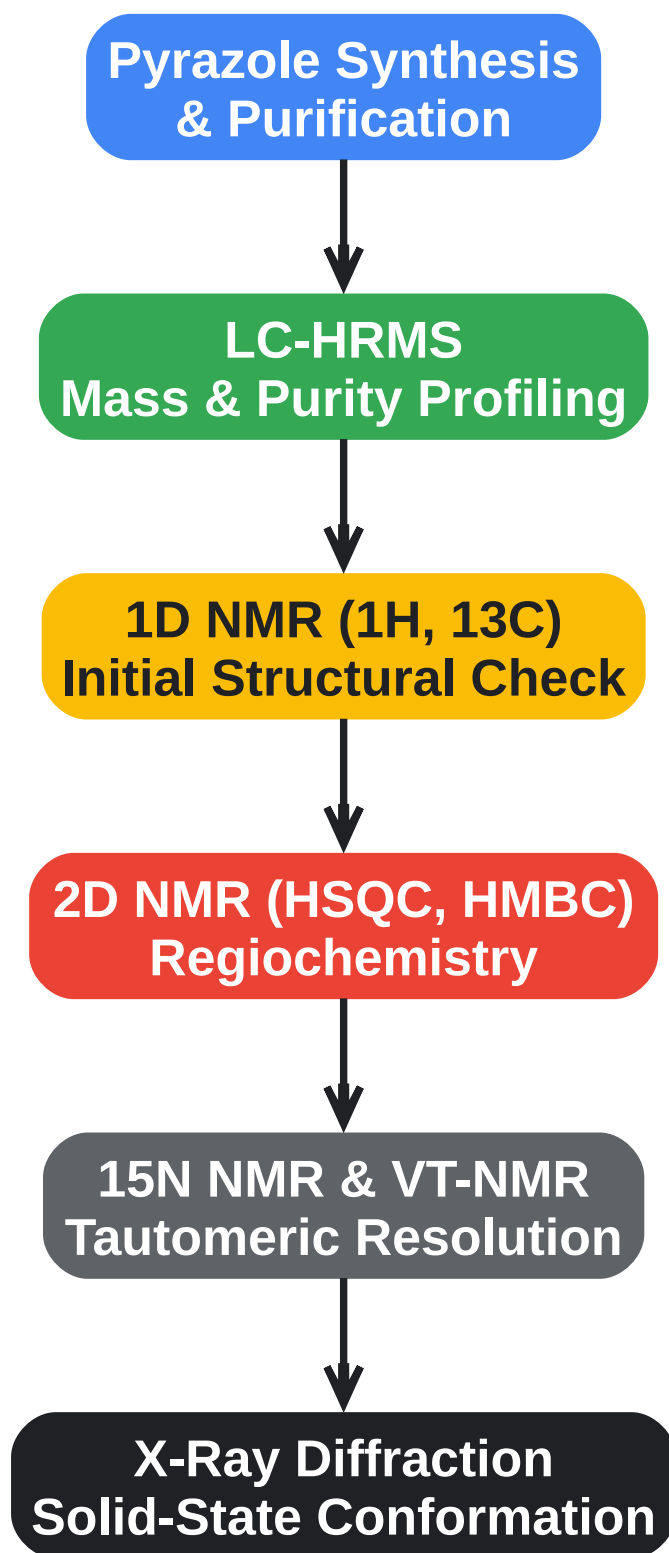 Pyrazole Synthesis
& Purification
LC-HRMS
Mass & Purity Profiling
1D NMR (1H, 13C)
Initial Structural Check
2D NMR (HSQC, HMBC)
Regiochemistry
15N NMR & VT-NMR
Tautomeric Resolution
X-Ray Diffraction
Solid-State Conformation